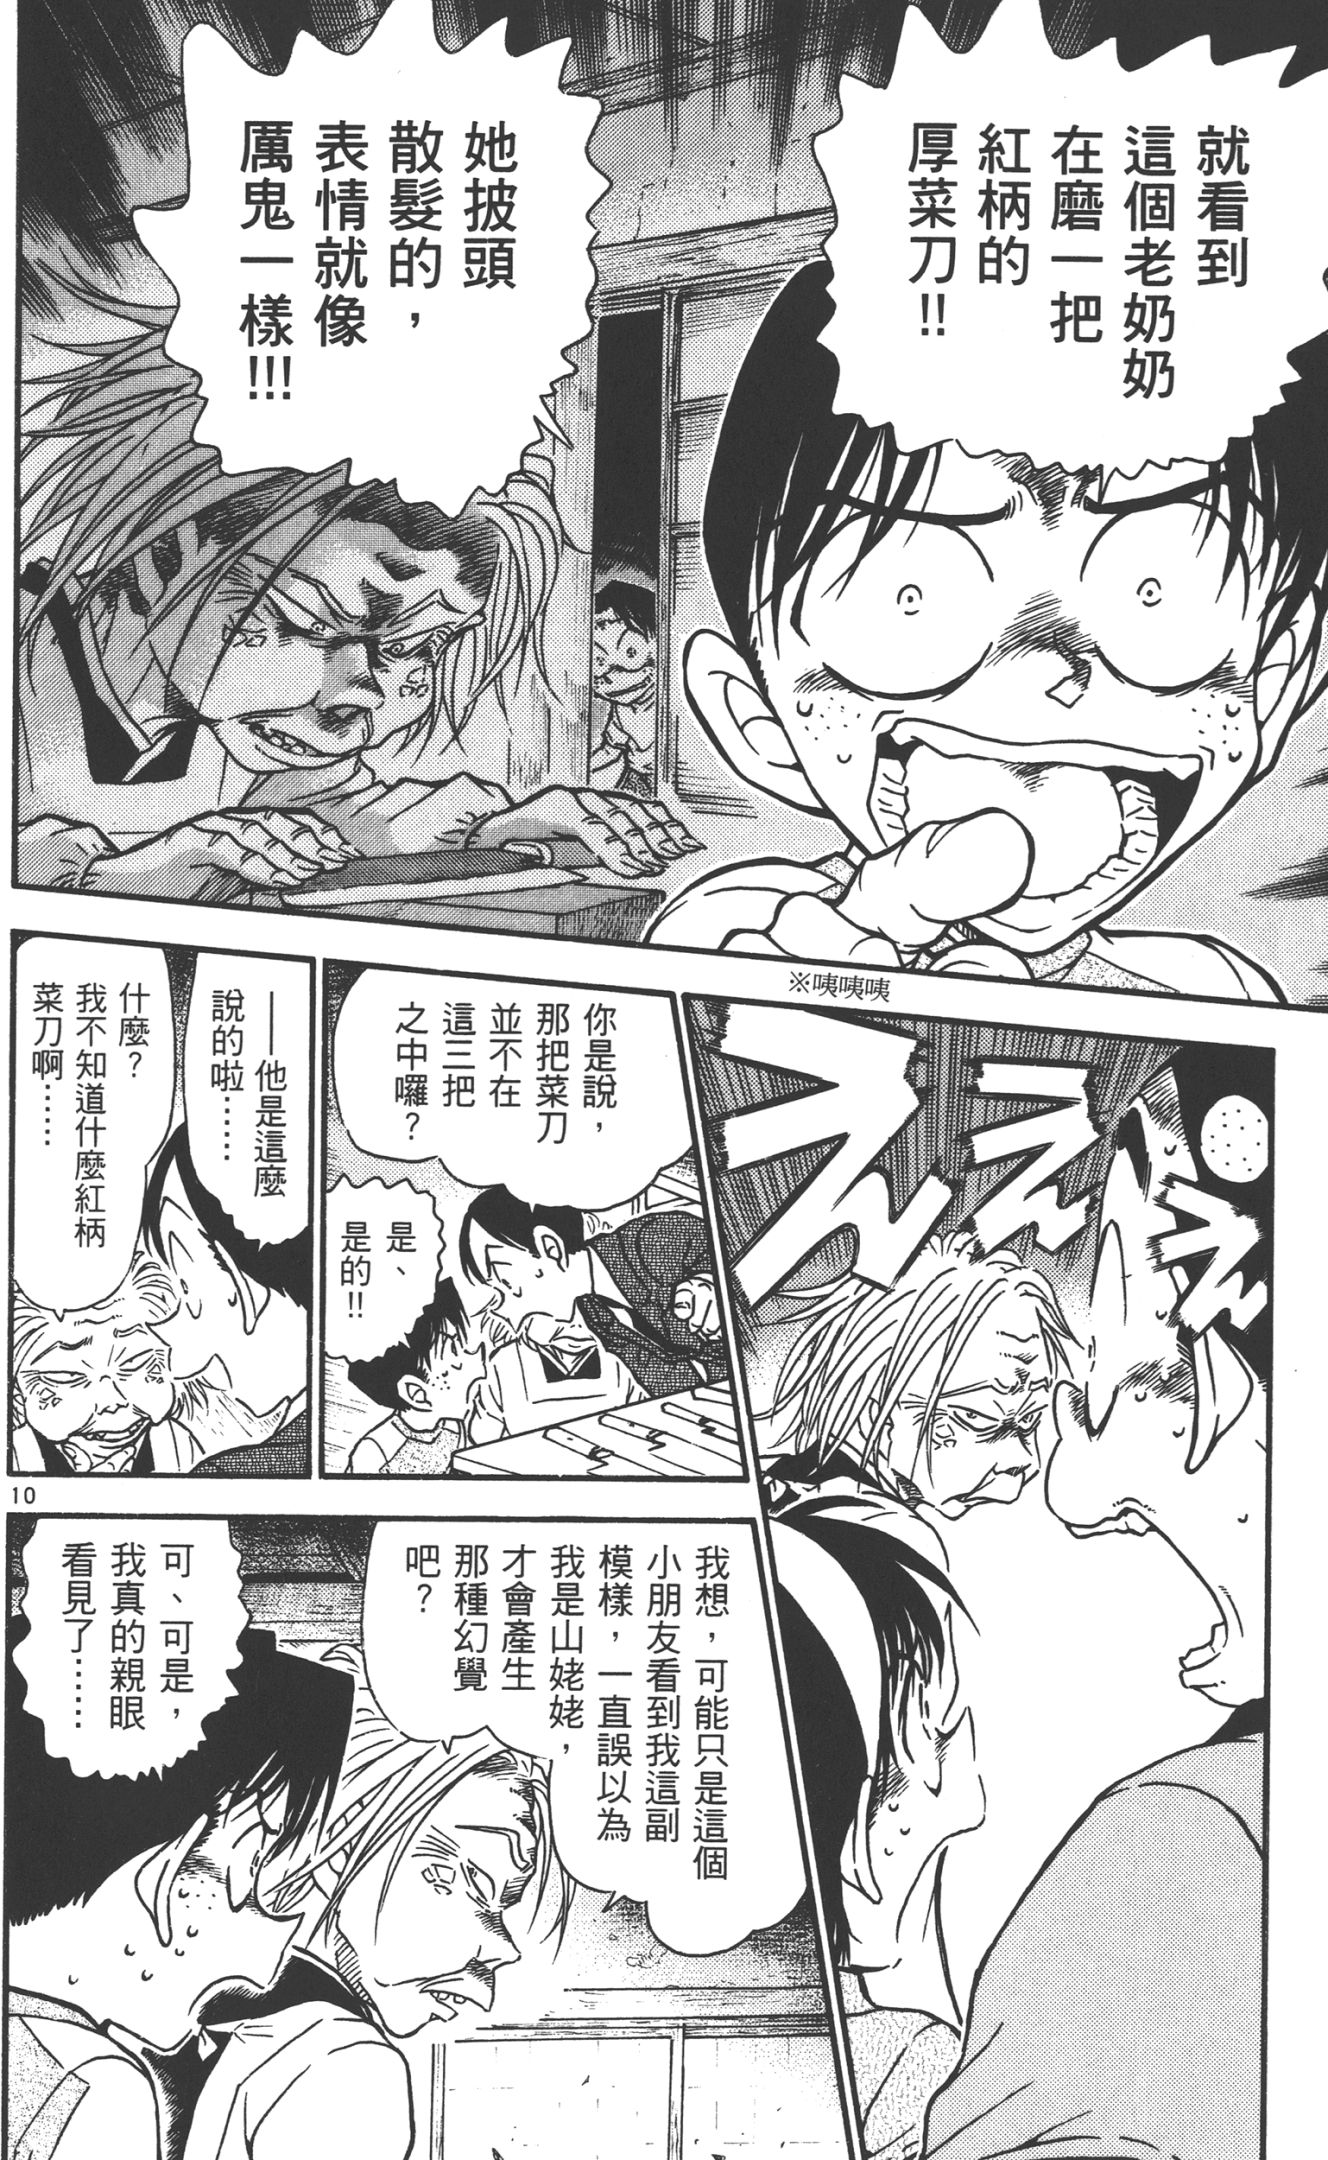 就看到
這個老奶奶
在磨一把
紅柄的
厚菜刀!!
她披頭
散髮的，
表情就像
厲鬼一樣!!!
※咦咦咦
えええ
你是說，
那把菜刀
並不在
這三把
之中囉？
是、
是的!!
——他是這麼
說的啦……
什麼？
我不知道什麼紅柄
菜刀啊……
我想，可能只是這個
小朋友看到我這副
模樣，一直誤以為
我是山姥姥，
才會產生
那種幻覺
吧？
可、可是，
我真的親眼
看見了……
10